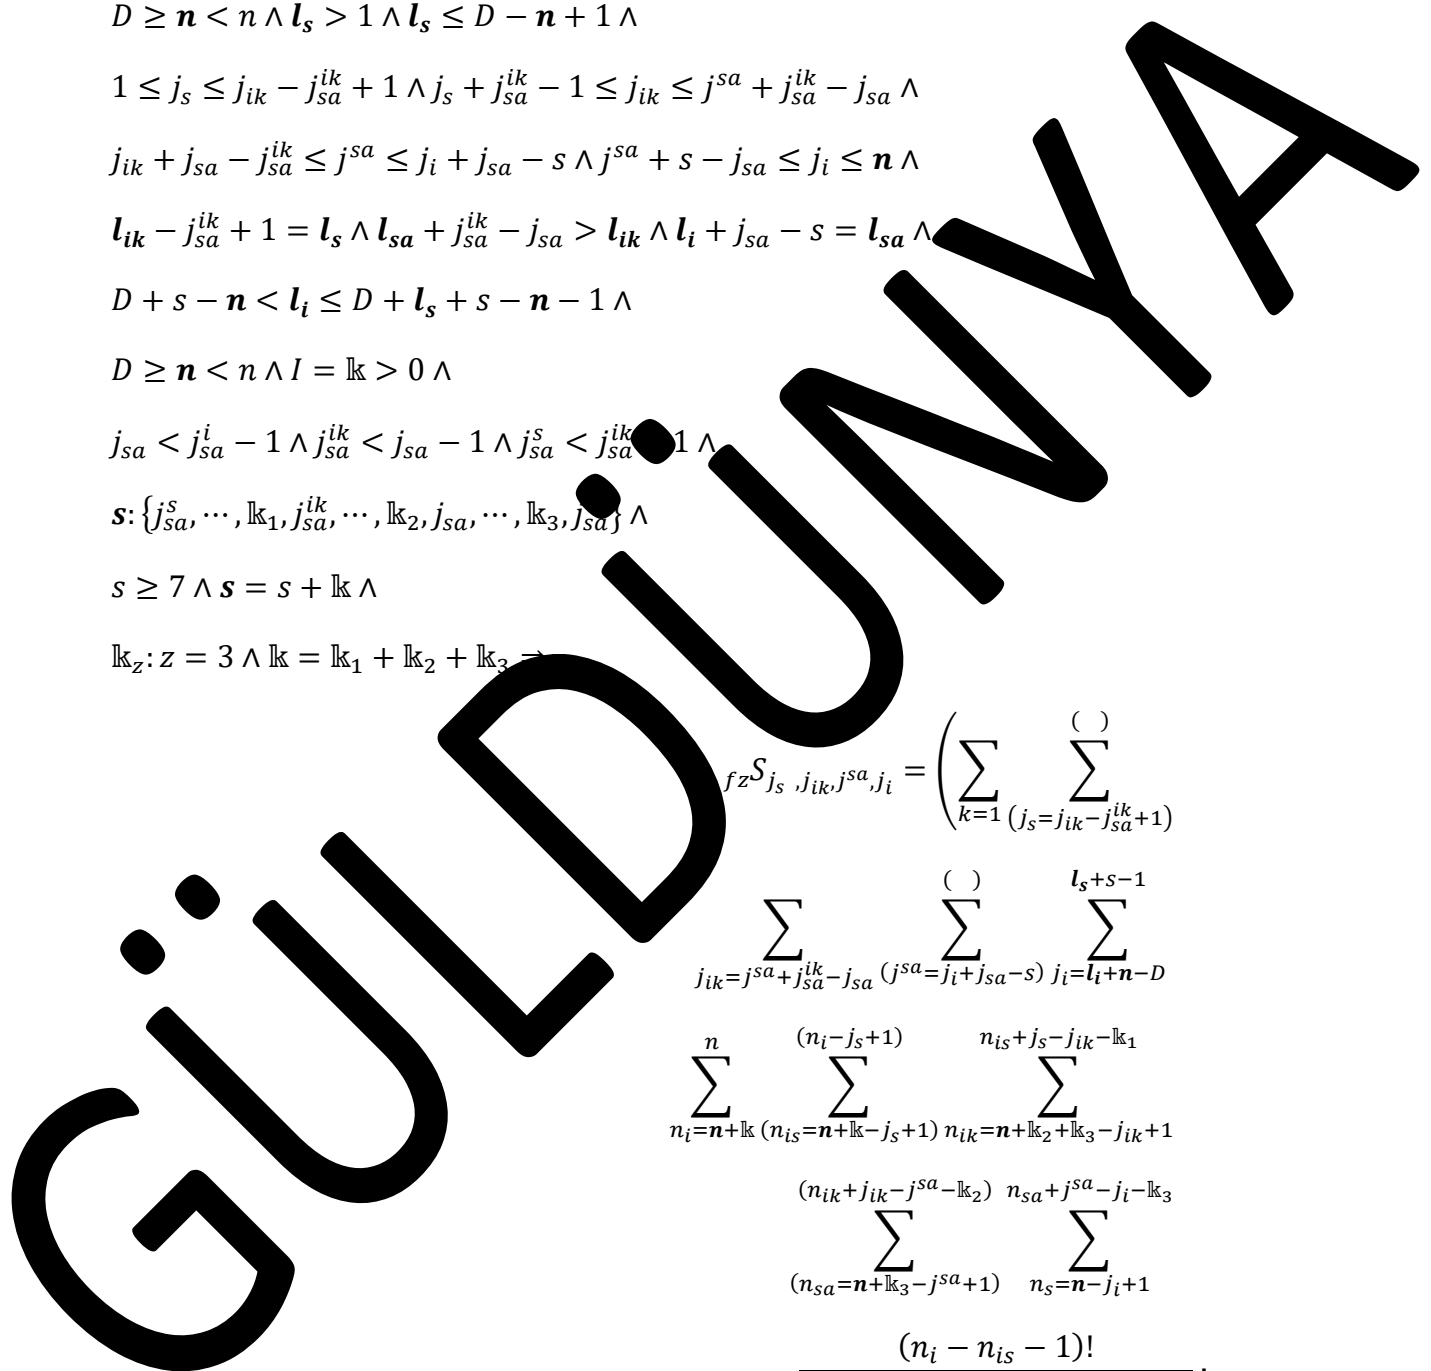 D ≥ n < n ∧ l_s > 1 ∧ l_s ≤ D − n + 1 ∧
1 ≤ j_s ≤ j_{ik} − j_{sa}^{ik} + 1 ∧ j_s + j_{sa}^{ik} − 1 ≤ j_{ik} ≤ j^{sa} + j_{sa}^{ik} − j_{sa} ∧
j_{ik} + j_{sa} − j_{sa}^{ik} ≤ j^{sa} ≤ j_i + j_{sa} − s ∧ j^{sa} + s − j_{sa} ≤ j_i ≤ n ∧
l_{ik} − j_{sa}^{ik} + 1 = l_s ∧ l_{sa} + j_{sa}^{ik} − j_{sa} > l_{ik} ∧ l_i + j_{sa} − s = l_{sa} ∧
D + s − n < l_i ≤ D + l_s + s − n − 1 ∧
D ≥ n < n ∧ I = 𝕜 > 0 ∧
j_{sa} < j_{sa}^i − 1 ∧ j_{sa}^{ik} < j_{sa} − 1 ∧ j_{sa}^s < j_{sa}^{ik} 1 ∧
s: {j_{sa}^s, ⋯, 𝕜_1, j_{sa}^{ik}, ⋯, 𝕜_2, j_{sa}, ⋯, 𝕜_3, j_{sa}} ∧
s ≥ 7 ∧ s = s + 𝕜 ∧
𝕜_z: z = 3 ∧ 𝕜 = 𝕜_1 + 𝕜_2 + 𝕜_3 ⇒
_{fz}S_{j_s ,j_{ik},j^{sa},j_i} = ( ∑_{k=1} ∑_{(j_s=j_{ik}−j_{sa}^{ik}+1)}^{( )}
∑_{j_{ik}=j^{sa}+j_{sa}^{ik}−j_{sa}} ∑_{(j^{sa}=j_i+j_{sa}−s)}^{( )} ∑_{j_i=l_i+n−D}^{l_s+s−1}
∑_{n_i=n+𝕜}^{n} ∑_{(n_{is}=n+𝕜−j_s+1)}^{(n_i−j_s+1)} ∑_{n_{ik}=n+𝕜_2+𝕜_3−j_{ik}+1}^{n_{is}+j_s−j_{ik}−𝕜_1}
∑_{(n_{sa}=n+𝕜_3−j^{sa}+1)}^{(n_{ik}+j_{ik}−j^{sa}−𝕜_2)} ∑_{n_s=n−j_i+1}^{n_{sa}+j^{sa}−j_i−𝕜_3}
(n_i − n_{is} − 1)! ·
GÜLDÜNYA